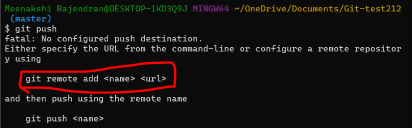 Meenakshi Rajendran@DESKTOP-1KD3Q9J MINGW64 ~/OneDrive/Documents/Git-test212
(master)
$ git push
fatal: No configured push destination.
Either specify the URL from the command-line or configure a remote repositor
y using
git remote add <name> <url>
and then push using the remote name
git push <name>